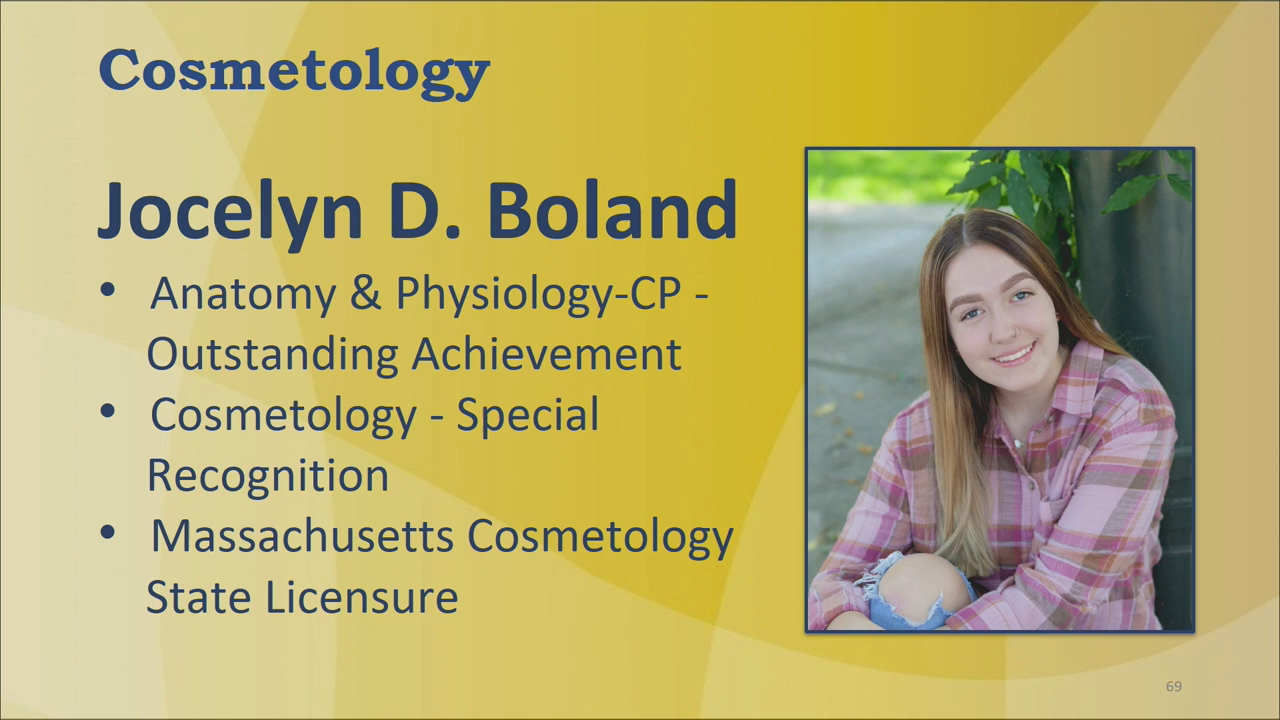 Cosmetology
Jocelyn D. Boland
• Anatomy & Physiology-CP -
Outstanding Achievement
• Cosmetology - Special
Recognition
• Massachusetts Cosmetology
State Licensure
69